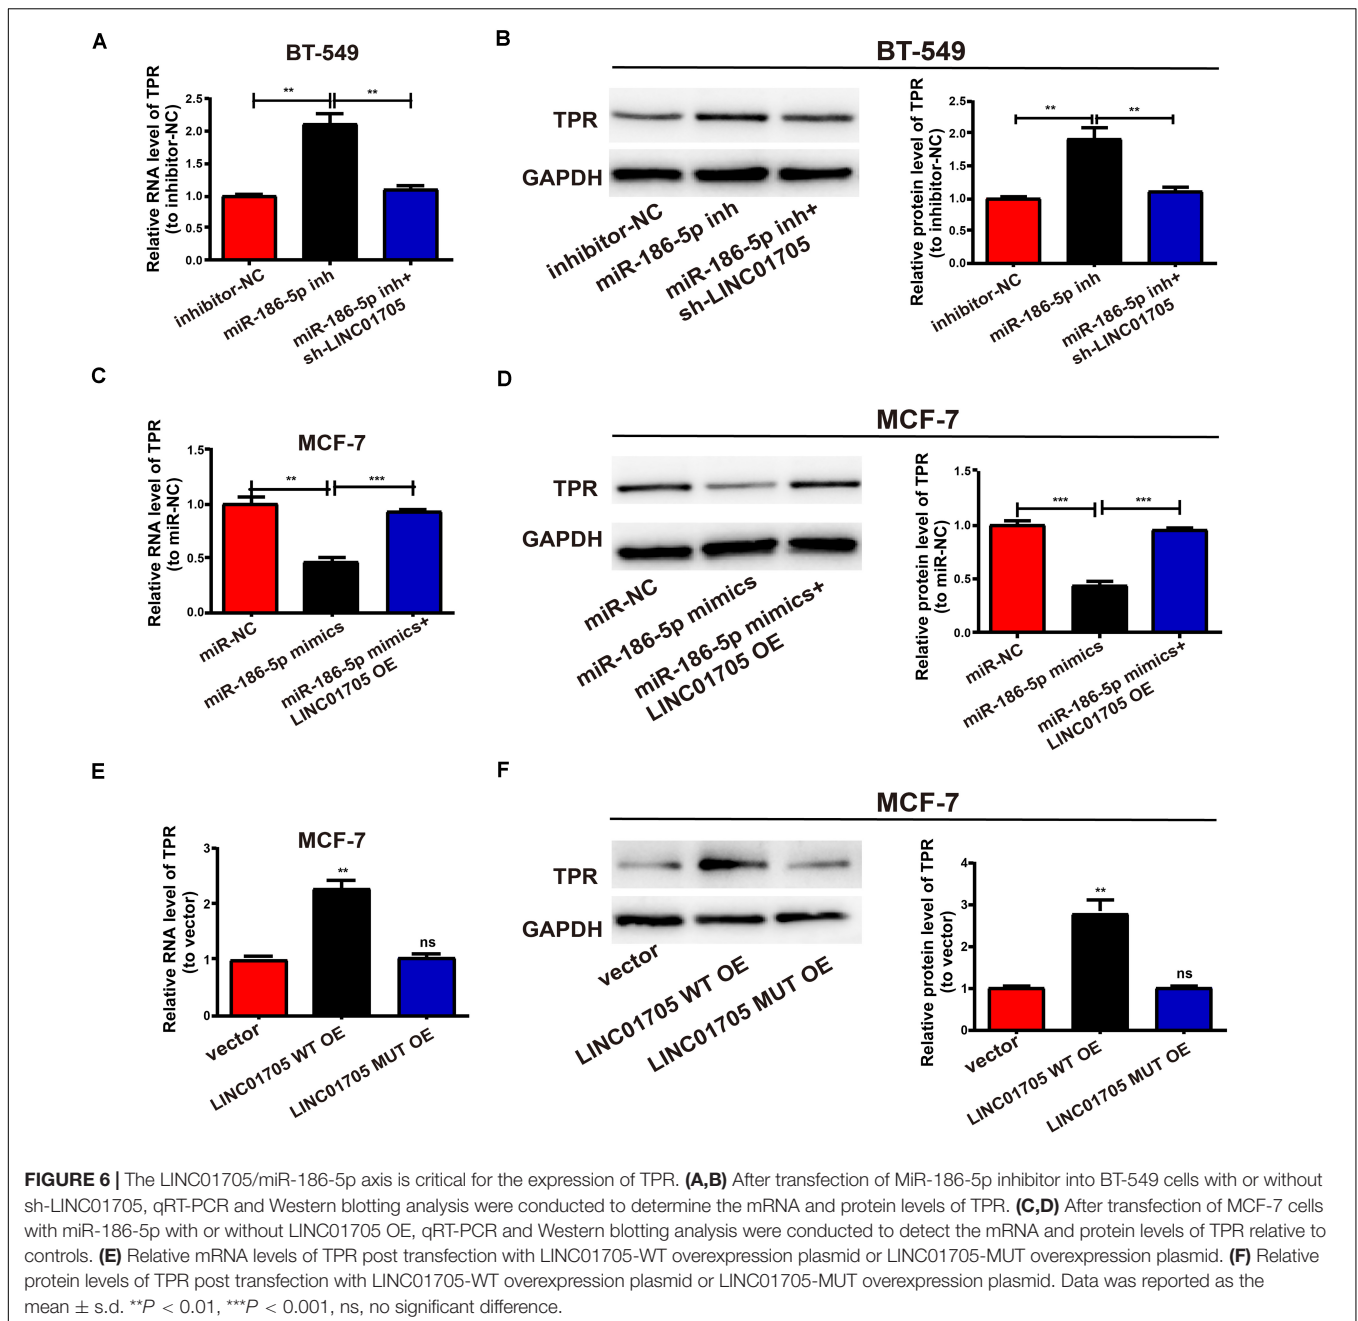 A
BT-549
Relative RNA level of TPR
(to inhibitor-NC)
2.5
2.0
1.5
1.0
0.5
0.0
**
**
inhibitor-NC
miR-186-5p inh
miR-186-5p inh+
sh-LINC01705
B
BT-549
TPR
GAPDH
inhibitor-NC
miR-186-5p inh
miR-186-5p inh+
sh-LINC01705
Relative protein level of TPR
(to inhibitor-NC)
2.5
2.0
1.5
1.0
0.5
0.0
**
**
inhibitor-NC
miR-186-5p inh
miR-186-5p inh+
sh-LINC01705
C
MCF-7
Relative RNA level of TPR
(to miR-NC)
1.5
1.0
0.5
0.0
**
***
miR-NC
miR-186-5p mimics
miR-186-5p mimics+
LINC01705 OE
D
MCF-7
TPR
GAPDH
miR-NC
miR-186-5p mimics
miR-186-5p mimics+
LINC01705 OE
Relative protein level of TPR
(to miR-NC)
1.5
1.0
0.5
0.0
***
***
miR-NC
miR-186-5p mimics
miR-186-5p mimics+
LINC01705 OE
E
MCF-7
Relative RNA level of TPR
(to vector)
3
2
1
0
**
ns
vector
LINC01705 WT OE
LINC01705 MUT OE
F
MCF-7
TPR
GAPDH
vector
LINC01705 WT OE
LINC01705 MUT OE
Relative protein level of TPR
(to vector)
4
3
2
1
0
**
ns
vector
LINC01705 WT OE
LINC01705 MUT OE
FIGURE 6 | The LINC01705/miR-186-5p axis is critical for the expression of TPR. (A,B) After transfection of MiR-186-5p inhibitor into BT-549 cells with or without
sh-LINC01705, qRT-PCR and Western blotting analysis were conducted to determine the mRNA and protein levels of TPR. (C,D) After transfection of MCF-7 cells
with miR-186-5p with or without LINC01705 OE, qRT-PCR and Western blotting analysis were conducted to detect the mRNA and protein levels of TPR relative to
controls. (E) Relative mRNA levels of TPR post transfection with LINC01705-WT overexpression plasmid or LINC01705-MUT overexpression plasmid. (F) Relative
protein levels of TPR post transfection with LINC01705-WT overexpression plasmid or LINC01705-MUT overexpression plasmid. Data was reported as the
mean ± s.d. **P < 0.01, ***P < 0.001, ns, no significant difference.